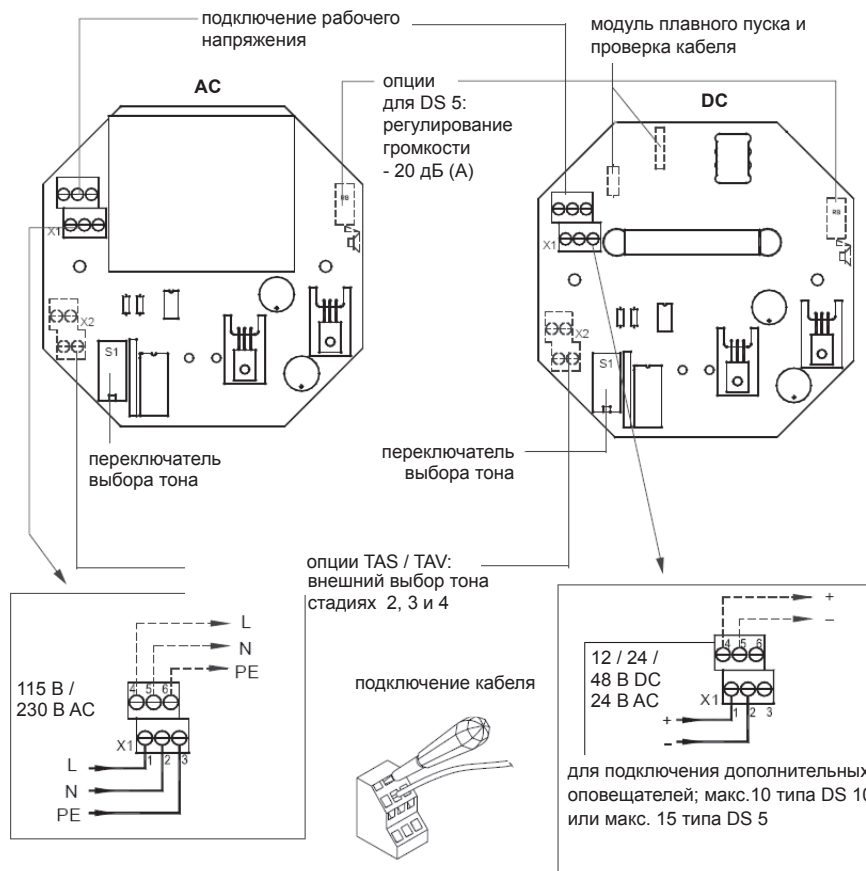 подключение рабочего
напряжения
модуль плавного пуска и
проверка кабеля
AC
опции
для DS 5:
регулирование
громкости
- 20 дБ (A)
DC
R8
R8
X1
X1
X2
X2
S1
S1
переключатель
выбора тона
переключатель
выбора тона
опции TAS / TAV:
внешний выбор тона
стадиях 2, 3 и 4
L
N
PE
115 В /
230 В AC
4 5 6
X1
1 2 3
L
N
PE
подключение кабеля
+
–
12 / 24 /
48 В DC
24 В AC
4 5 6
X1
1 2 3
+
-
для подключения дополнительных
оповещателей; макс.10 типа DS 10
или макс. 15 типа DS 5